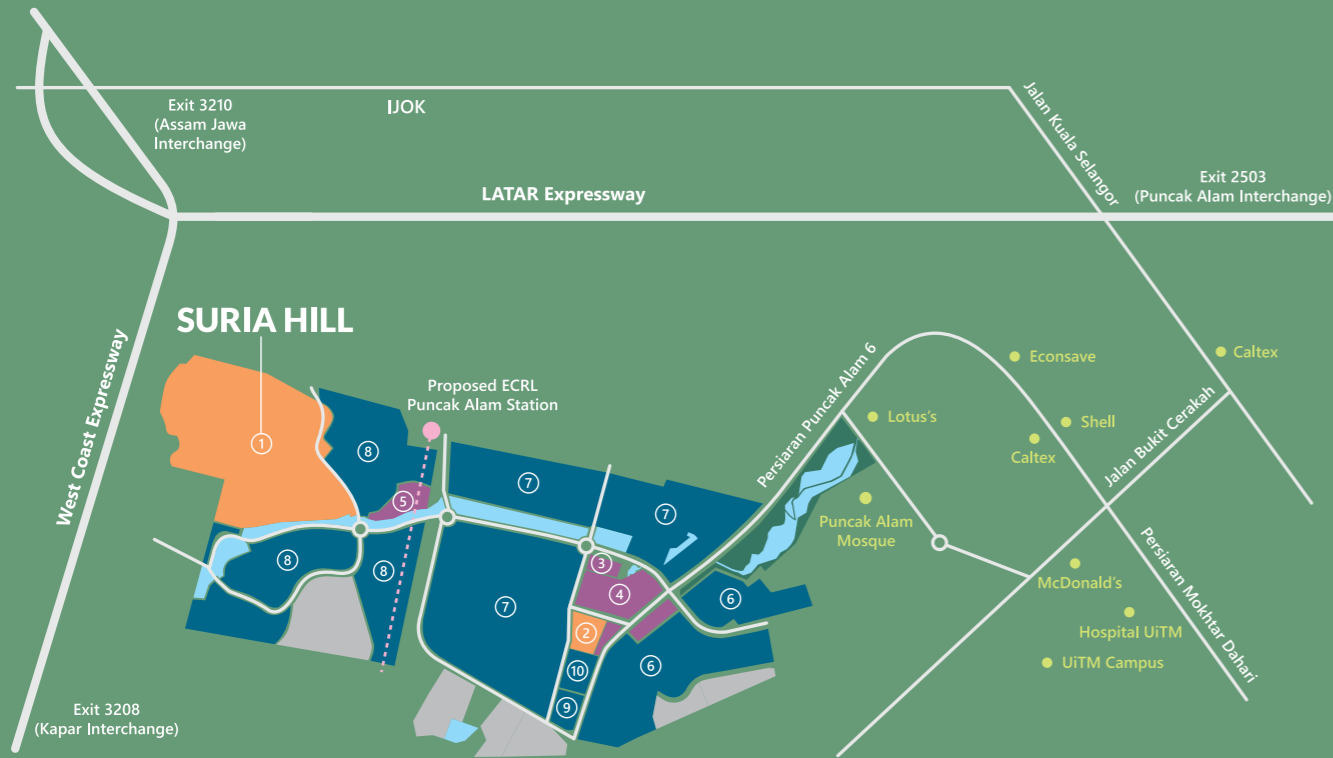 Exit 3210
(Assam Jawa
Interchange)
IJOK
Jalan Kuala Selangor
LATAR Expressway
Exit 2503
(Puncak Alam Interchange)
SURIA HILL
West Coast Expressway
Proposed ECRL
Puncak Alam Station
Persiaran Puncak Alam 6
Econsave
Caltex
Lotus's
Shell
Caltex
Jalan Bukit Cerakah
1
8
5
7
7
Puncak Alam
Mosque
8
8
3
4
7
6
2
6
10
9
McDonald's
Hospital UiTM
UiTM Campus
Persiaran Mokhtar Dahari
Exit 3208
(Kapar Interchange)